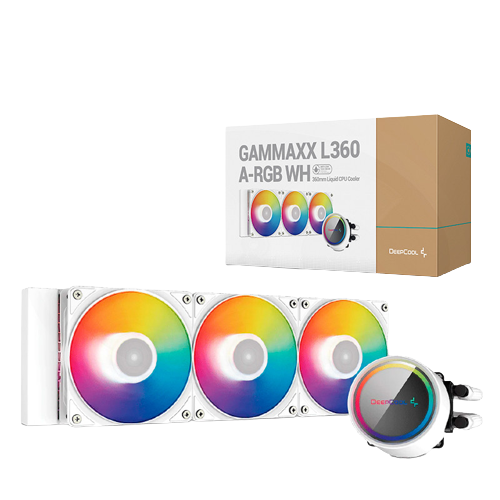 GAMMAXX L360
A-RGB WH
360mm Liquid CPU Cooler
DEEPCOOL
DEEPCOOL